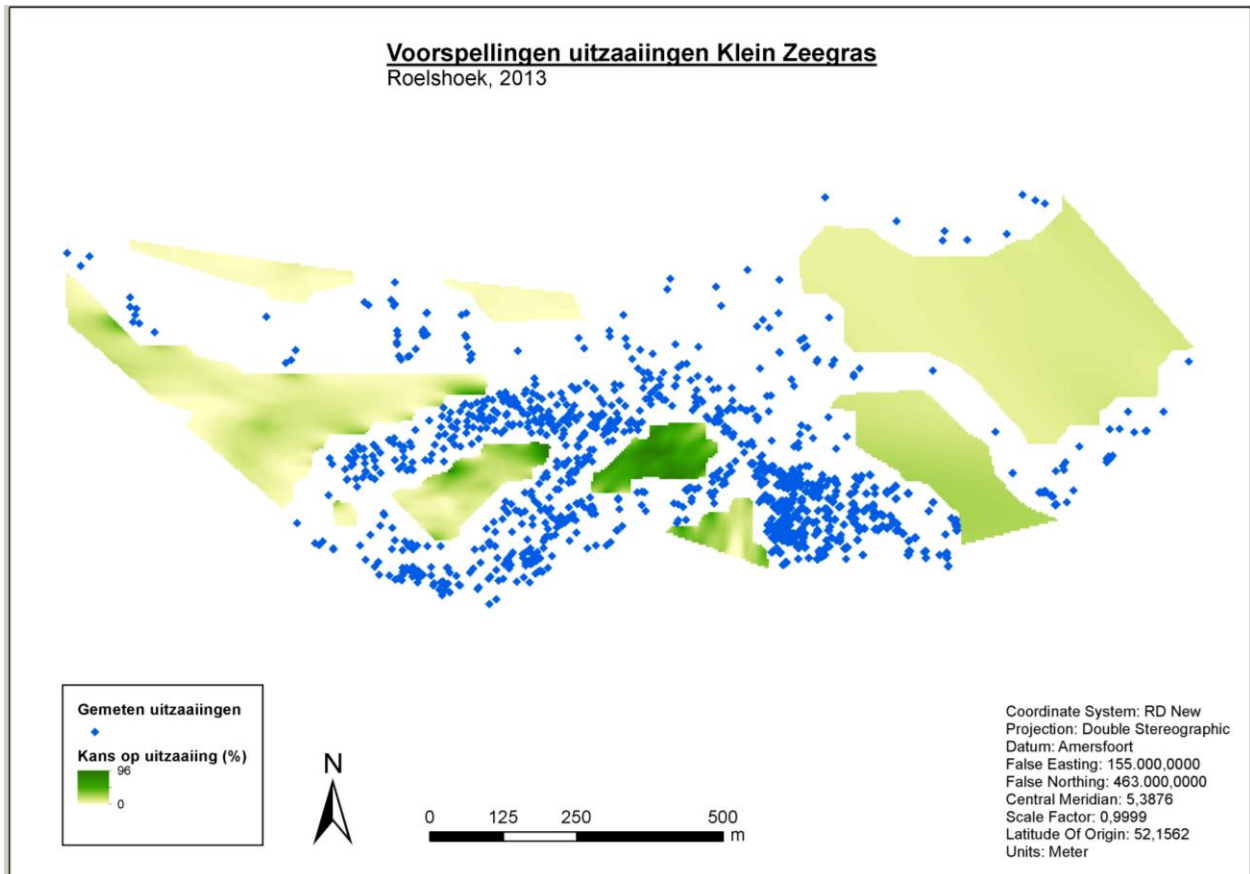 Voorspellingen uitzaaiingen Klein Zeegras
Roelshoek, 2013
Gemeten uitzaaiingen
Kans op uitzaaiing (%)
96
0
N
0 125 250 500
m
Coordinate System: RD New
Projection: Double Stereographic
Datum: Amersfoort
False Easting: 155.000,0000
False Northing: 463.000,0000
Central Meridian: 5,3876
Scale Factor: 0,9999
Latitude Of Origin: 52,1562
Units: Meter